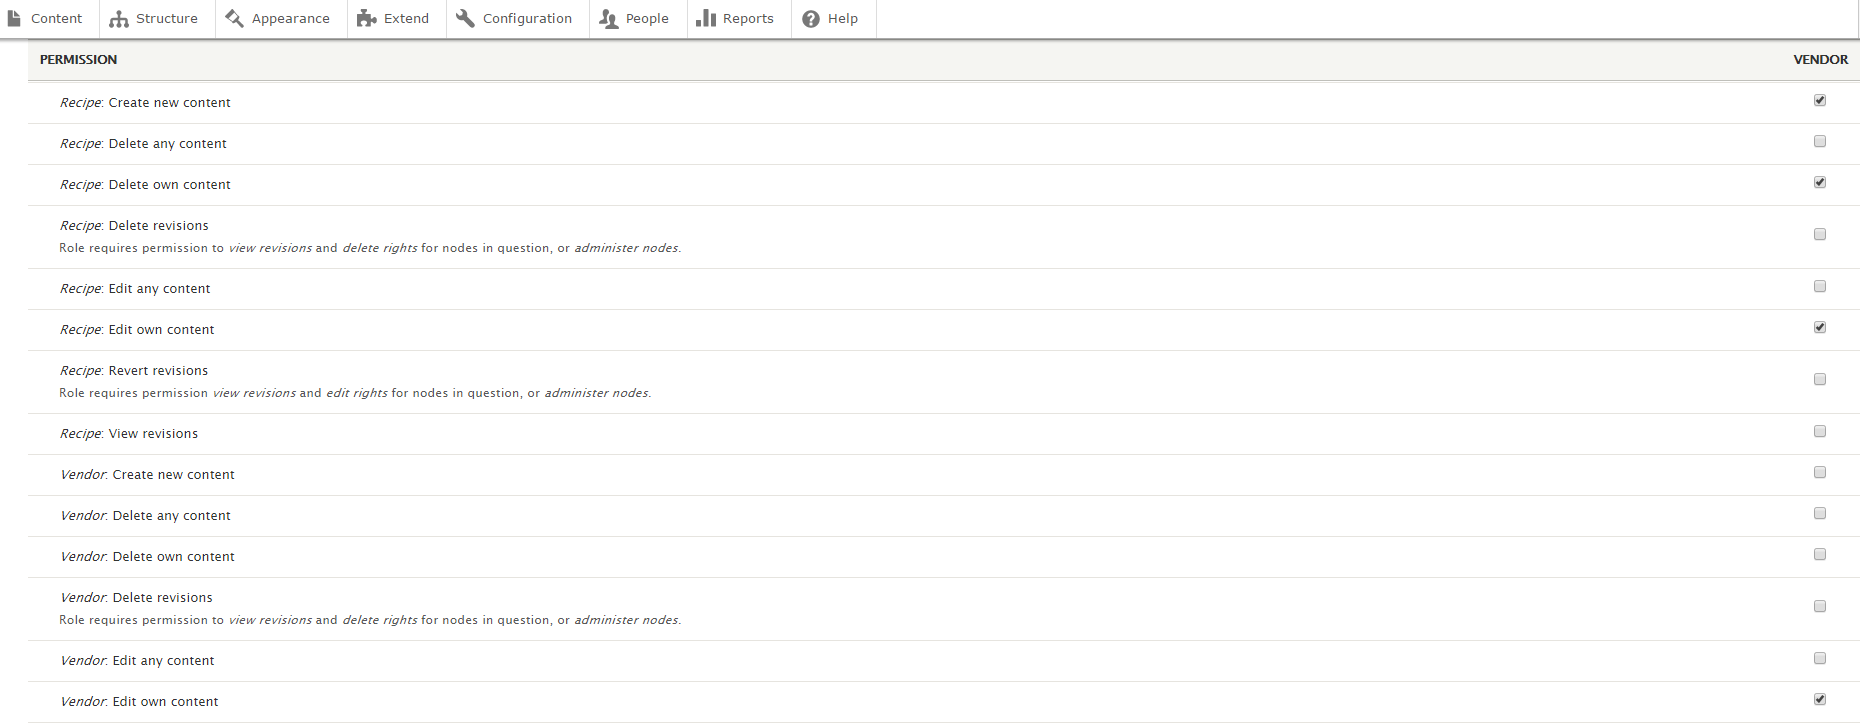 Content Structure Appearance Extend Configuration People Reports Help
PERMISSION VENDOR
Recipe: Create new content
Recipe: Delete any content
Recipe: Delete own content
Recipe: Delete revisions
Role requires permission to view revisions and delete rights for nodes in question, or administer nodes.
Recipe: Edit any content
Recipe: Edit own content
Recipe: Revert revisions
Role requires permission view revisions and edit rights for nodes in question, or administer nodes.
Recipe: View revisions
Vendor: Create new content
Vendor: Delete any content
Vendor: Delete own content
Vendor: Delete revisions
Role requires permission to view revisions and delete rights for nodes in question, or administer nodes.
Vendor: Edit any content
Vendor: Edit own content